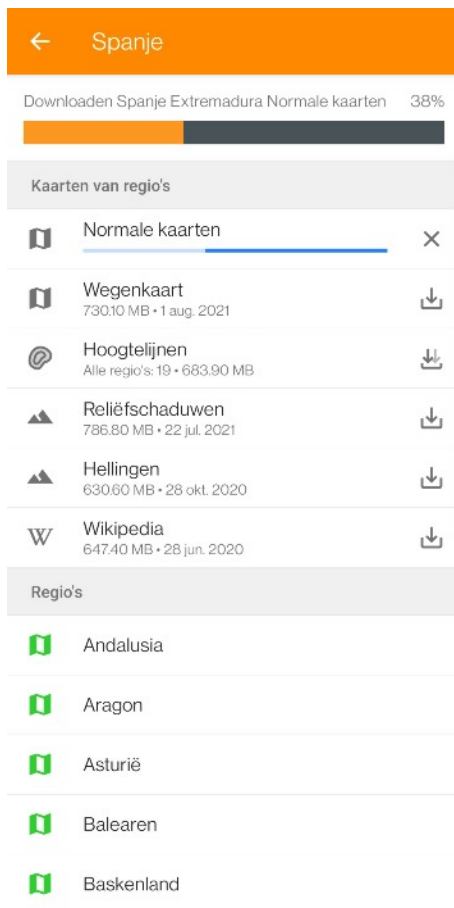 Spanje
Downloaden Spanje Extremadura Normale kaarten 38%
Kaarten van regio's
Normale kaarten
Wegenkaart
730.10 MB • 1 aug. 2021
Hoogtelijnen
Alle regio's: 19 • 683.90 MB
Reliëfschaduwen
786.80 MB • 22 jul. 2021
Hellingen
630.60 MB • 28 okt. 2020
W Wikipedia
647.40 MB • 28 jun. 2020
Regio's
Andalusia
Aragon
Asturië
Balearen
Baskenland